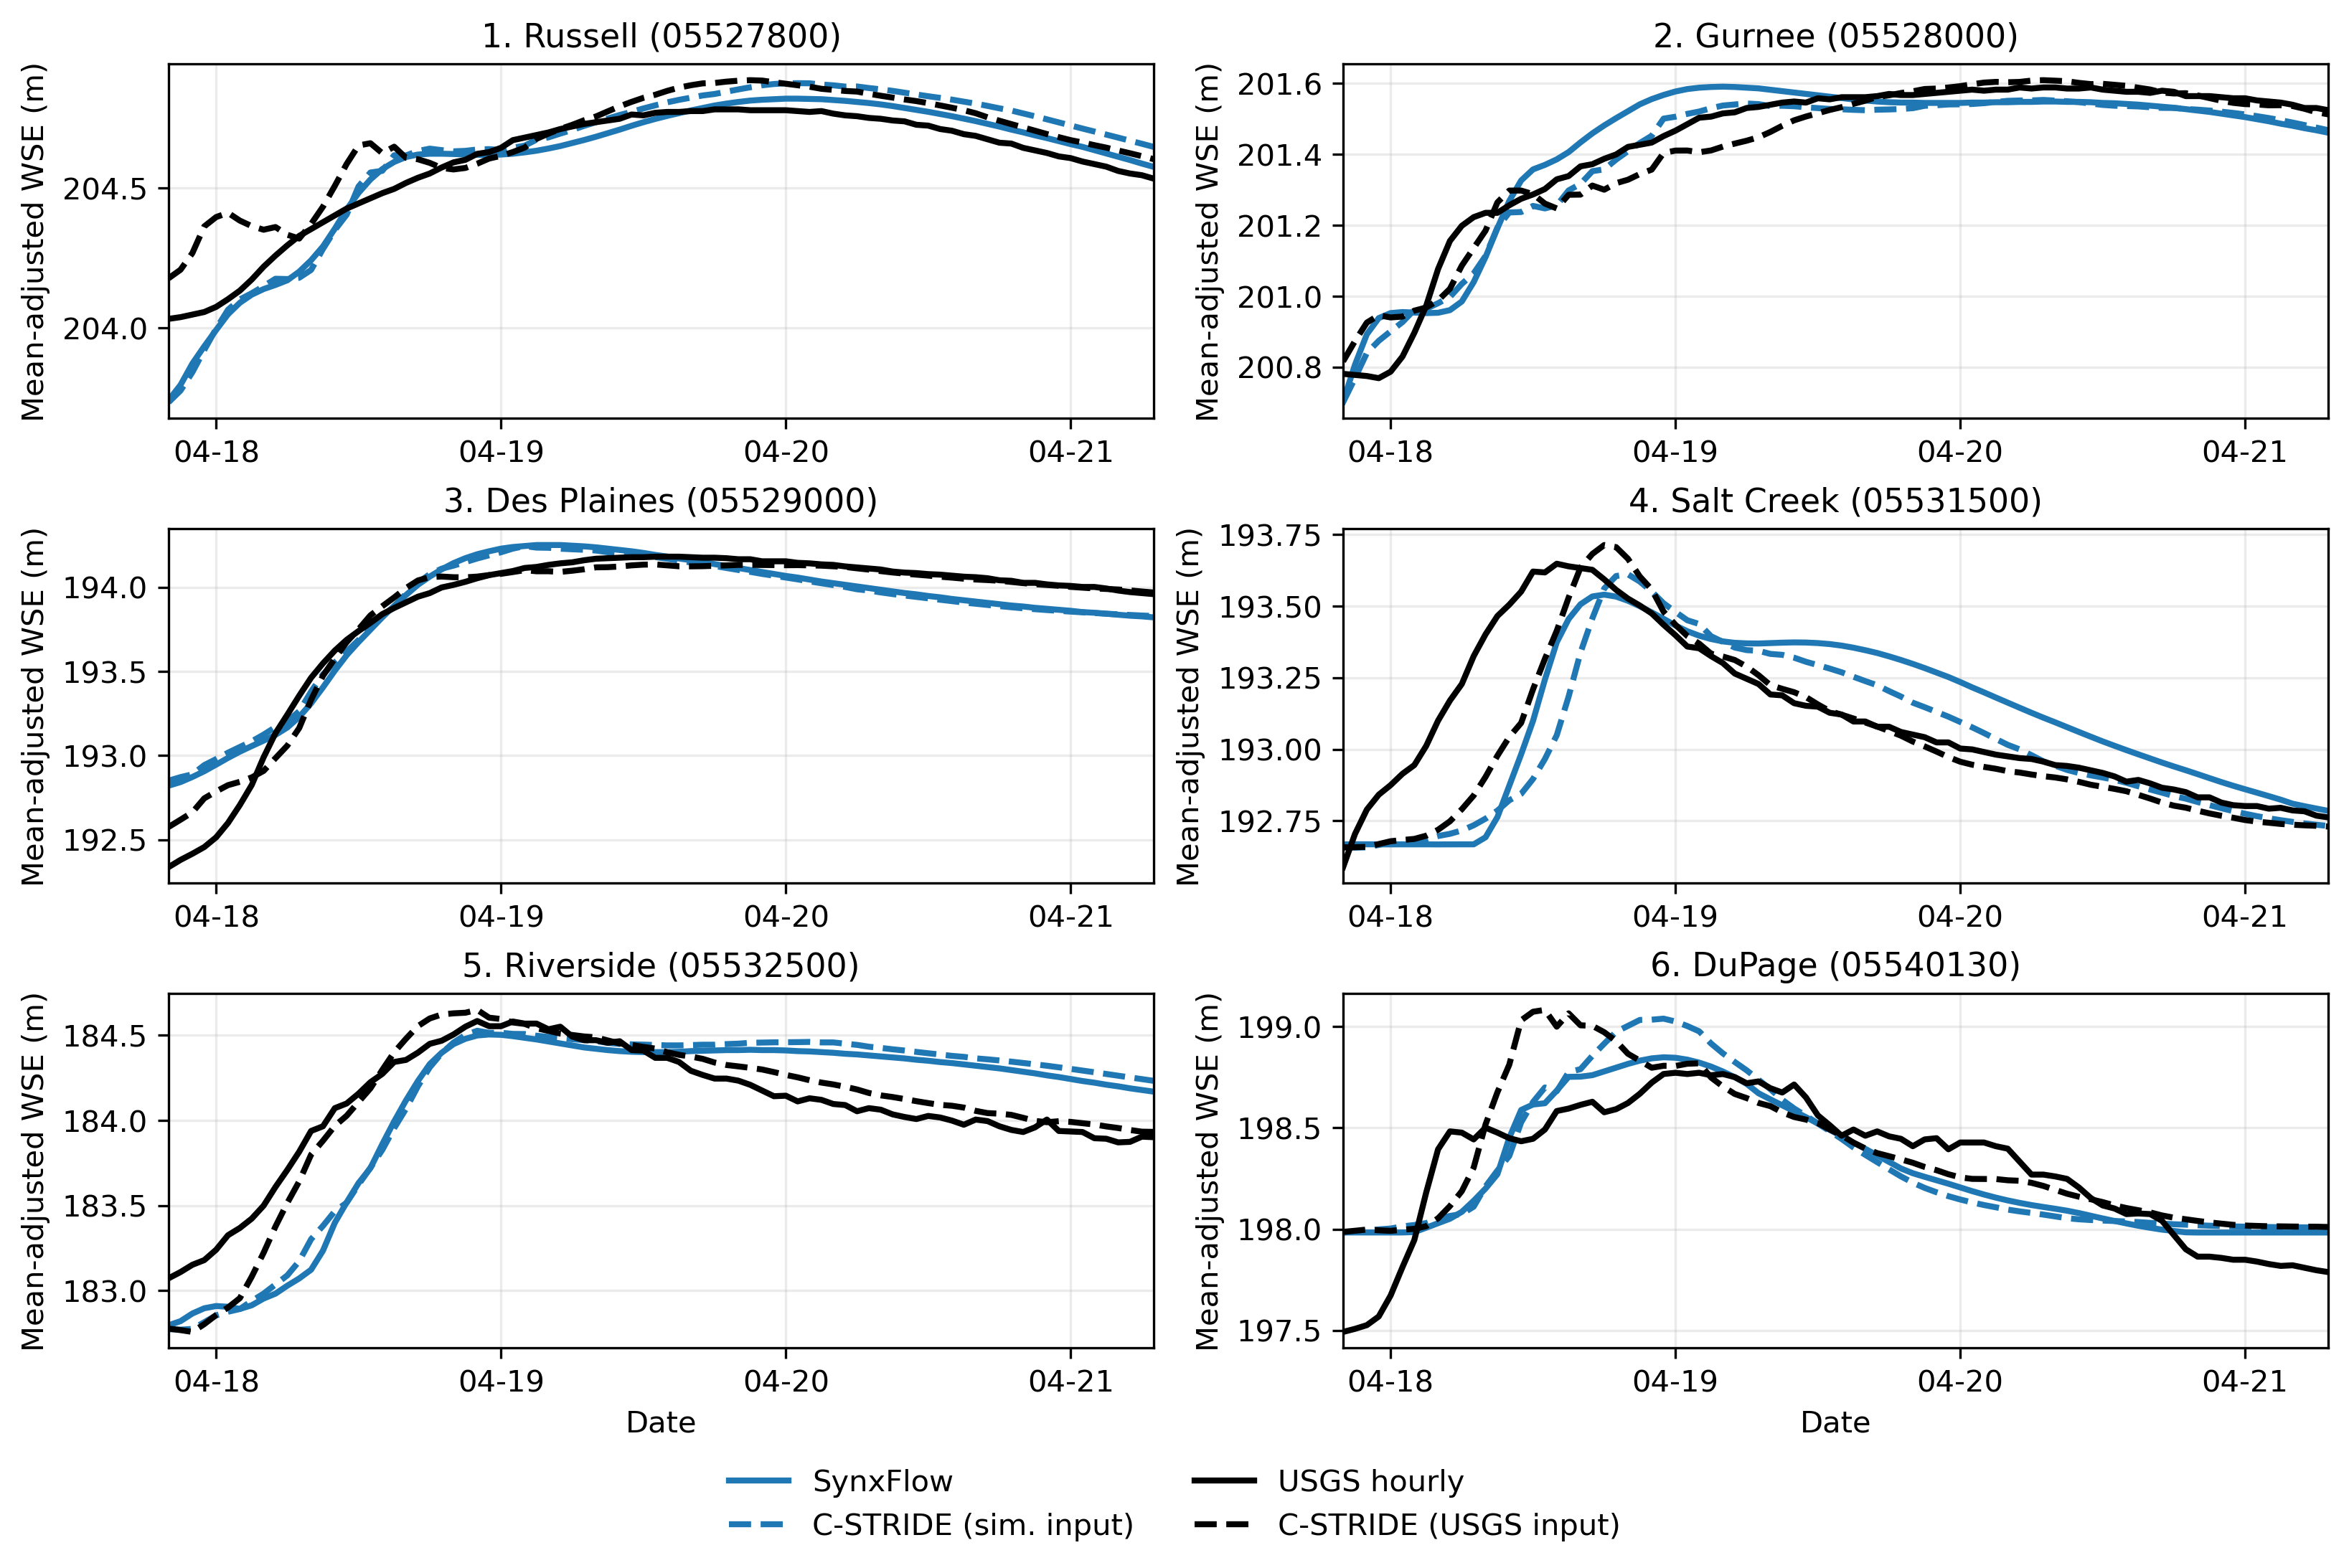 1. Russell (05527800)
Mean-adjusted WSE (m)
204.5
204.0
04-18 04-19 04-20 04-21
2. Gurnee (05528000)
Mean-adjusted WSE (m)
201.6
201.4
201.2
201.0
200.8
04-18 04-19 04-20 04-21
3. Des Plaines (05529000)
Mean-adjusted WSE (m)
194.0
193.5
193.0
192.5
04-18 04-19 04-20 04-21
4. Salt Creek (05531500)
Mean-adjusted WSE (m)
193.75
193.50
193.25
193.00
192.75
04-18 04-19 04-20 04-21
5. Riverside (05532500)
Mean-adjusted WSE (m)
184.5
184.0
183.5
183.0
04-18 04-19 04-20 04-21
Date
6. DuPage (05540130)
Mean-adjusted WSE (m)
199.0
198.5
198.0
197.5
04-18 04-19 04-20 04-21
Date
SynxFlow
C-STRIDE (sim. input)
USGS hourly
C-STRIDE (USGS input)